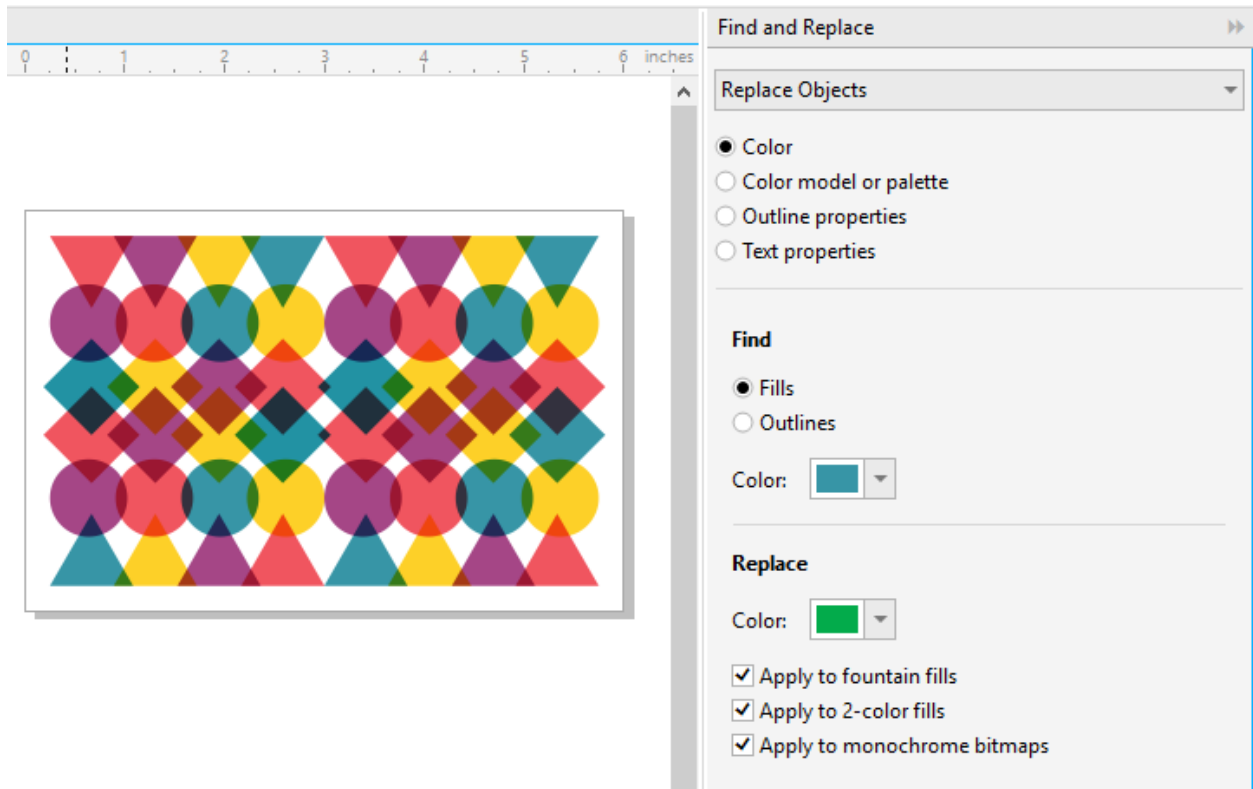 Find and Replace
0 1 2 3 4 5 6 inches
Replace Objects
Color
Color model or palette
Outline properties
Text properties
Find
Fills
Outlines
Color:
Replace
Color:
Apply to fountain fills
Apply to 2-color fills
Apply to monochrome bitmaps